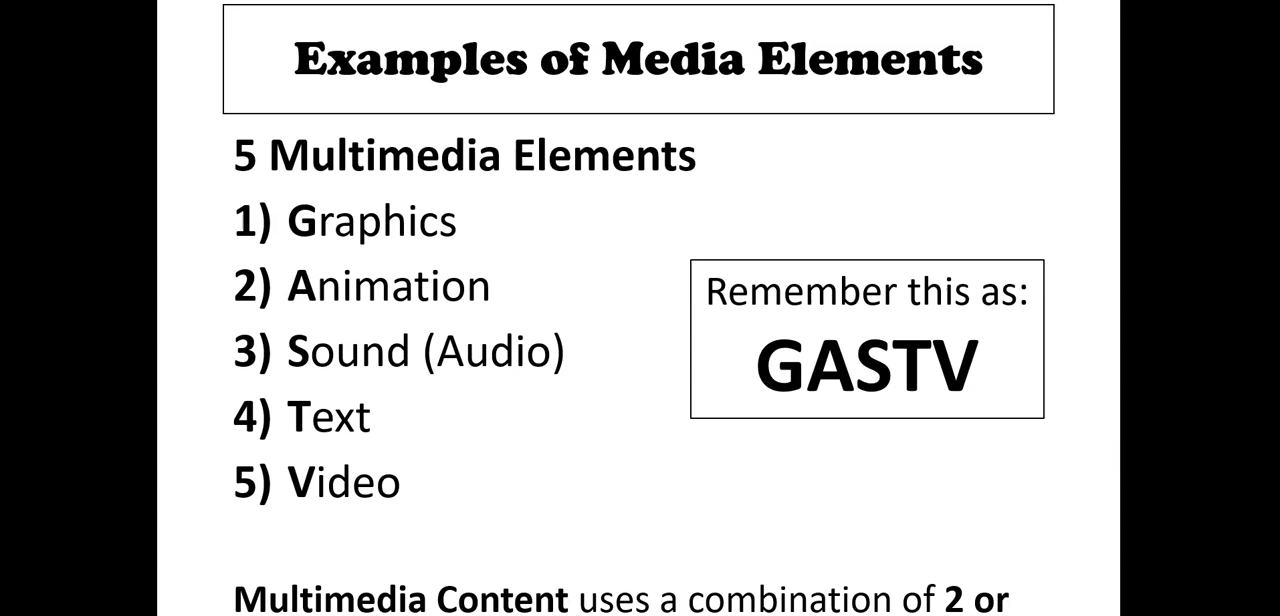 Examples of Media Elements
5 Multimedia Elements
1) Graphics
2) Animation
3) Sound (Audio)
4) Text
5) Video
Remember this as:
GASTV
Multimedia Content uses a combination of 2 or